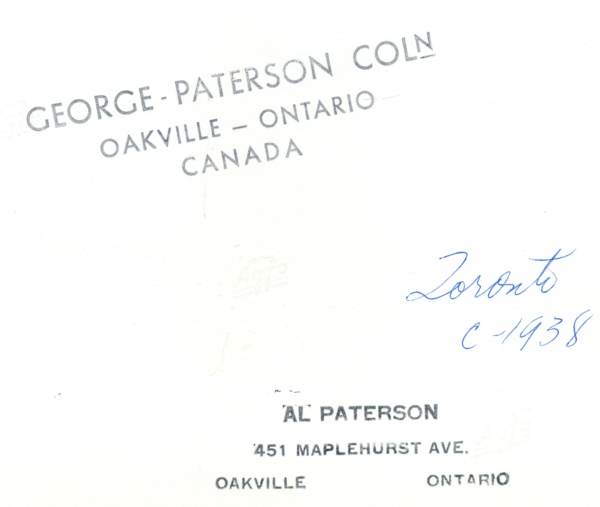 GEORGE-PATERSON COLN
OAKVILLE – ONTARIO
CANADA
Toronto
c-1938
AL PATERSON
451 MAPLEHURST AVE.
OAKVILLE ONTARIO